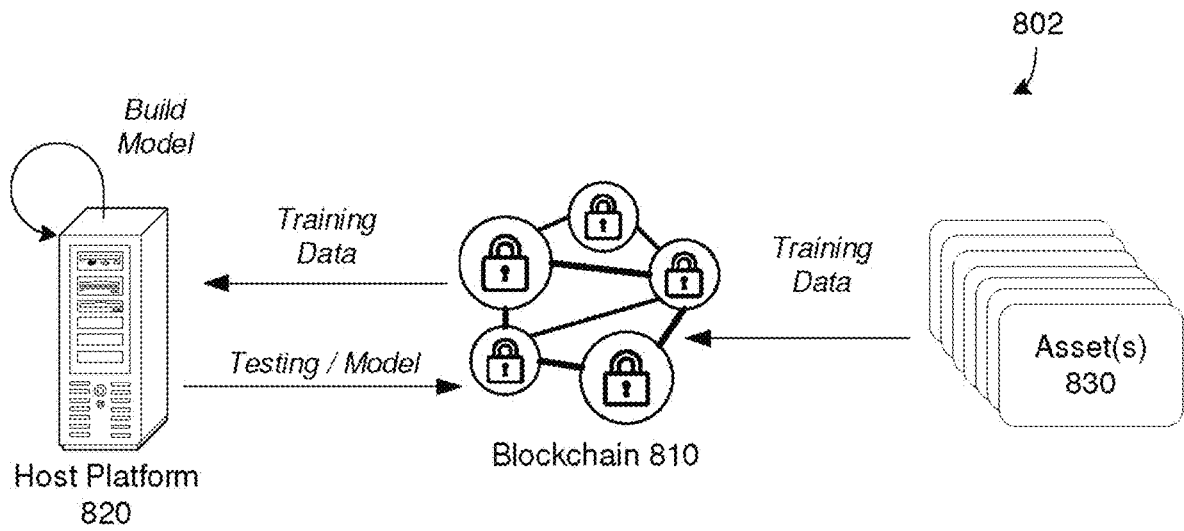 802
Build
Model
Training
Data
Training
Data
Testing / Model
Asset(s)
830
Blockchain 810
Host Platform
820